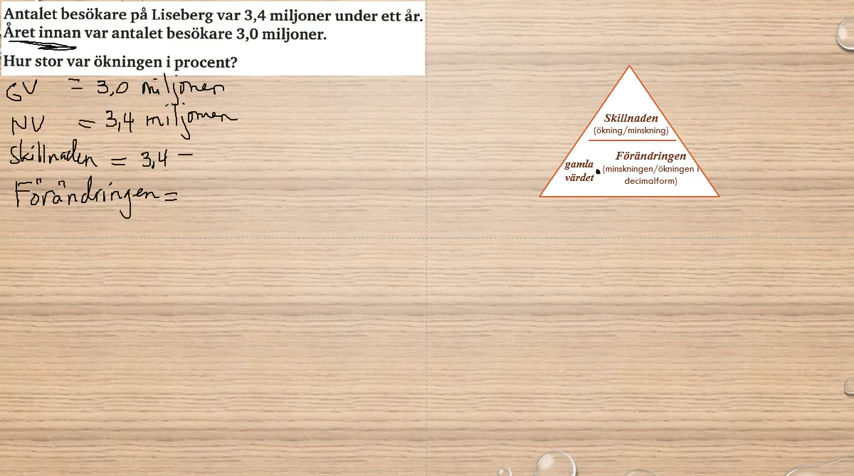 Antalet besökare på Liseberg var 3,4 miljoner under ett år.
Året innan var antalet besökare 3,0 miljoner.
Hur stor var ökningen i procent?
GV = 3,0 miljoner
NV = 3,4 miljoner
Skillnaden = 3,4 –
Förändringen =
Skillnaden
(ökning/minskning)
gamla
värdet
Förändringen
(minskningen/ökningen i
decimalform)